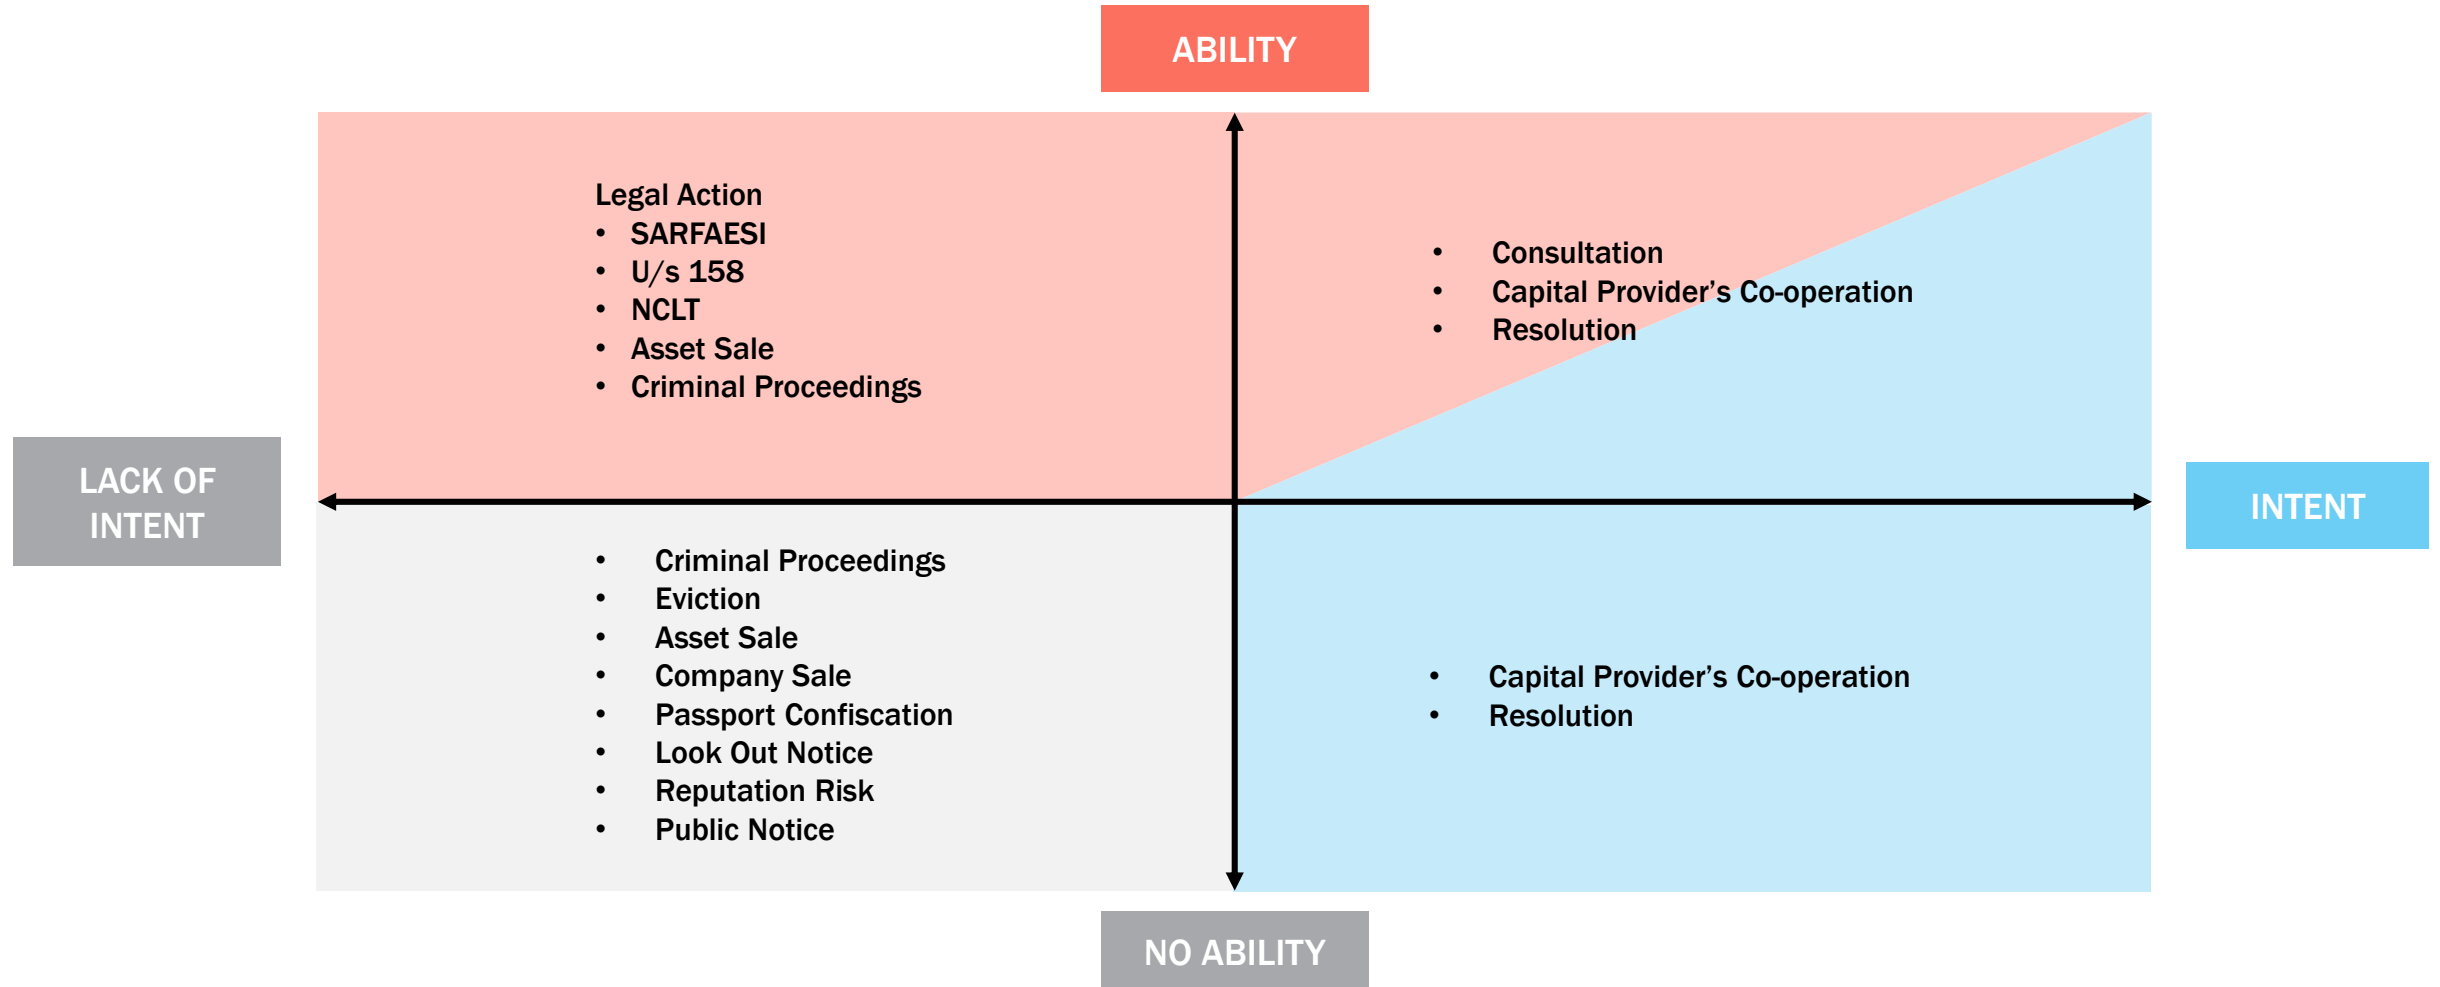 ABILITY
Legal Action
• SARFAESI
• U/s 158
• NCLT
• Asset Sale
• Criminal Proceedings
• Consultation
• Capital Provider’s Co-operation
• Resolution
LACK OF
INTENT
INTENT
• Criminal Proceedings
• Eviction
• Asset Sale
• Company Sale
• Passport Confiscation
• Look Out Notice
• Reputation Risk
• Public Notice
• Capital Provider’s Co-operation
• Resolution
NO ABILITY